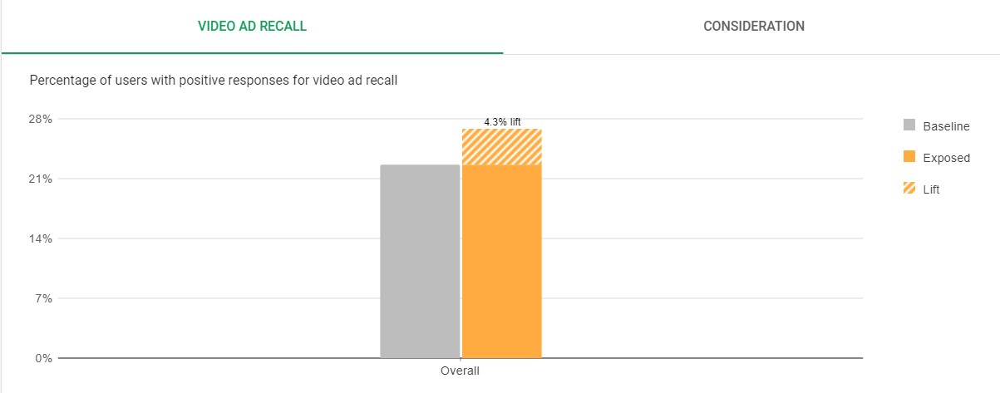 VIDEO AD RECALL
CONSIDERATION
Percentage of users with positive responses for video ad recall
28%
21%
14%
7%
0%
4.3% lift
Overall
Baseline
Exposed
Lift